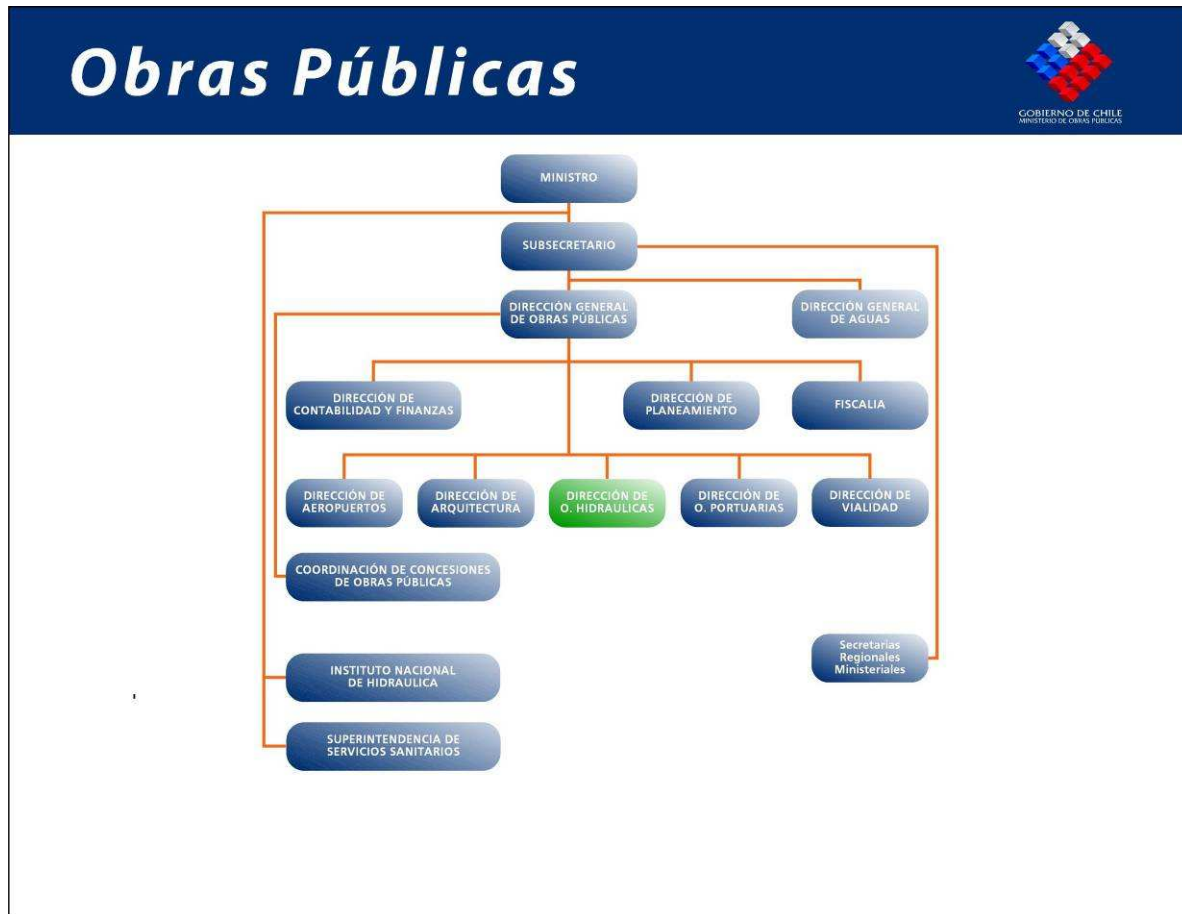 Obras Públicas
GOBIERNO DE CHILE
MINISTERIO DE OBRAS PÚBLICAS
MINISTRO
SUBSECRETARIO
DIRECCIÓN GENERAL
DE OBRAS PÚBLICAS
DIRECCIÓN GENERAL
DE AGUAS
DIRECCIÓN DE
CONTABILIDAD Y FINANZAS
DIRECCIÓN DE
PLANEAMIENTO
FISCALIA
DIRECCIÓN DE
AEROPUERTOS
DIRECCIÓN DE
ARQUITECTURA
DIRECCIÓN DE
O. HIDRAULICAS
DIRECCIÓN DE
O. PORTUARIAS
DIRECCIÓN DE
VIALIDAD
COORDINACIÓN DE CONCESIONES
DE OBRAS PÚBLICAS
Secretarias
Regionales
Ministeriales
INSTITUTO NACIONAL
DE HIDRAULICA
SUPERINTENDENCIA DE
SERVICIOS SANITARIOS